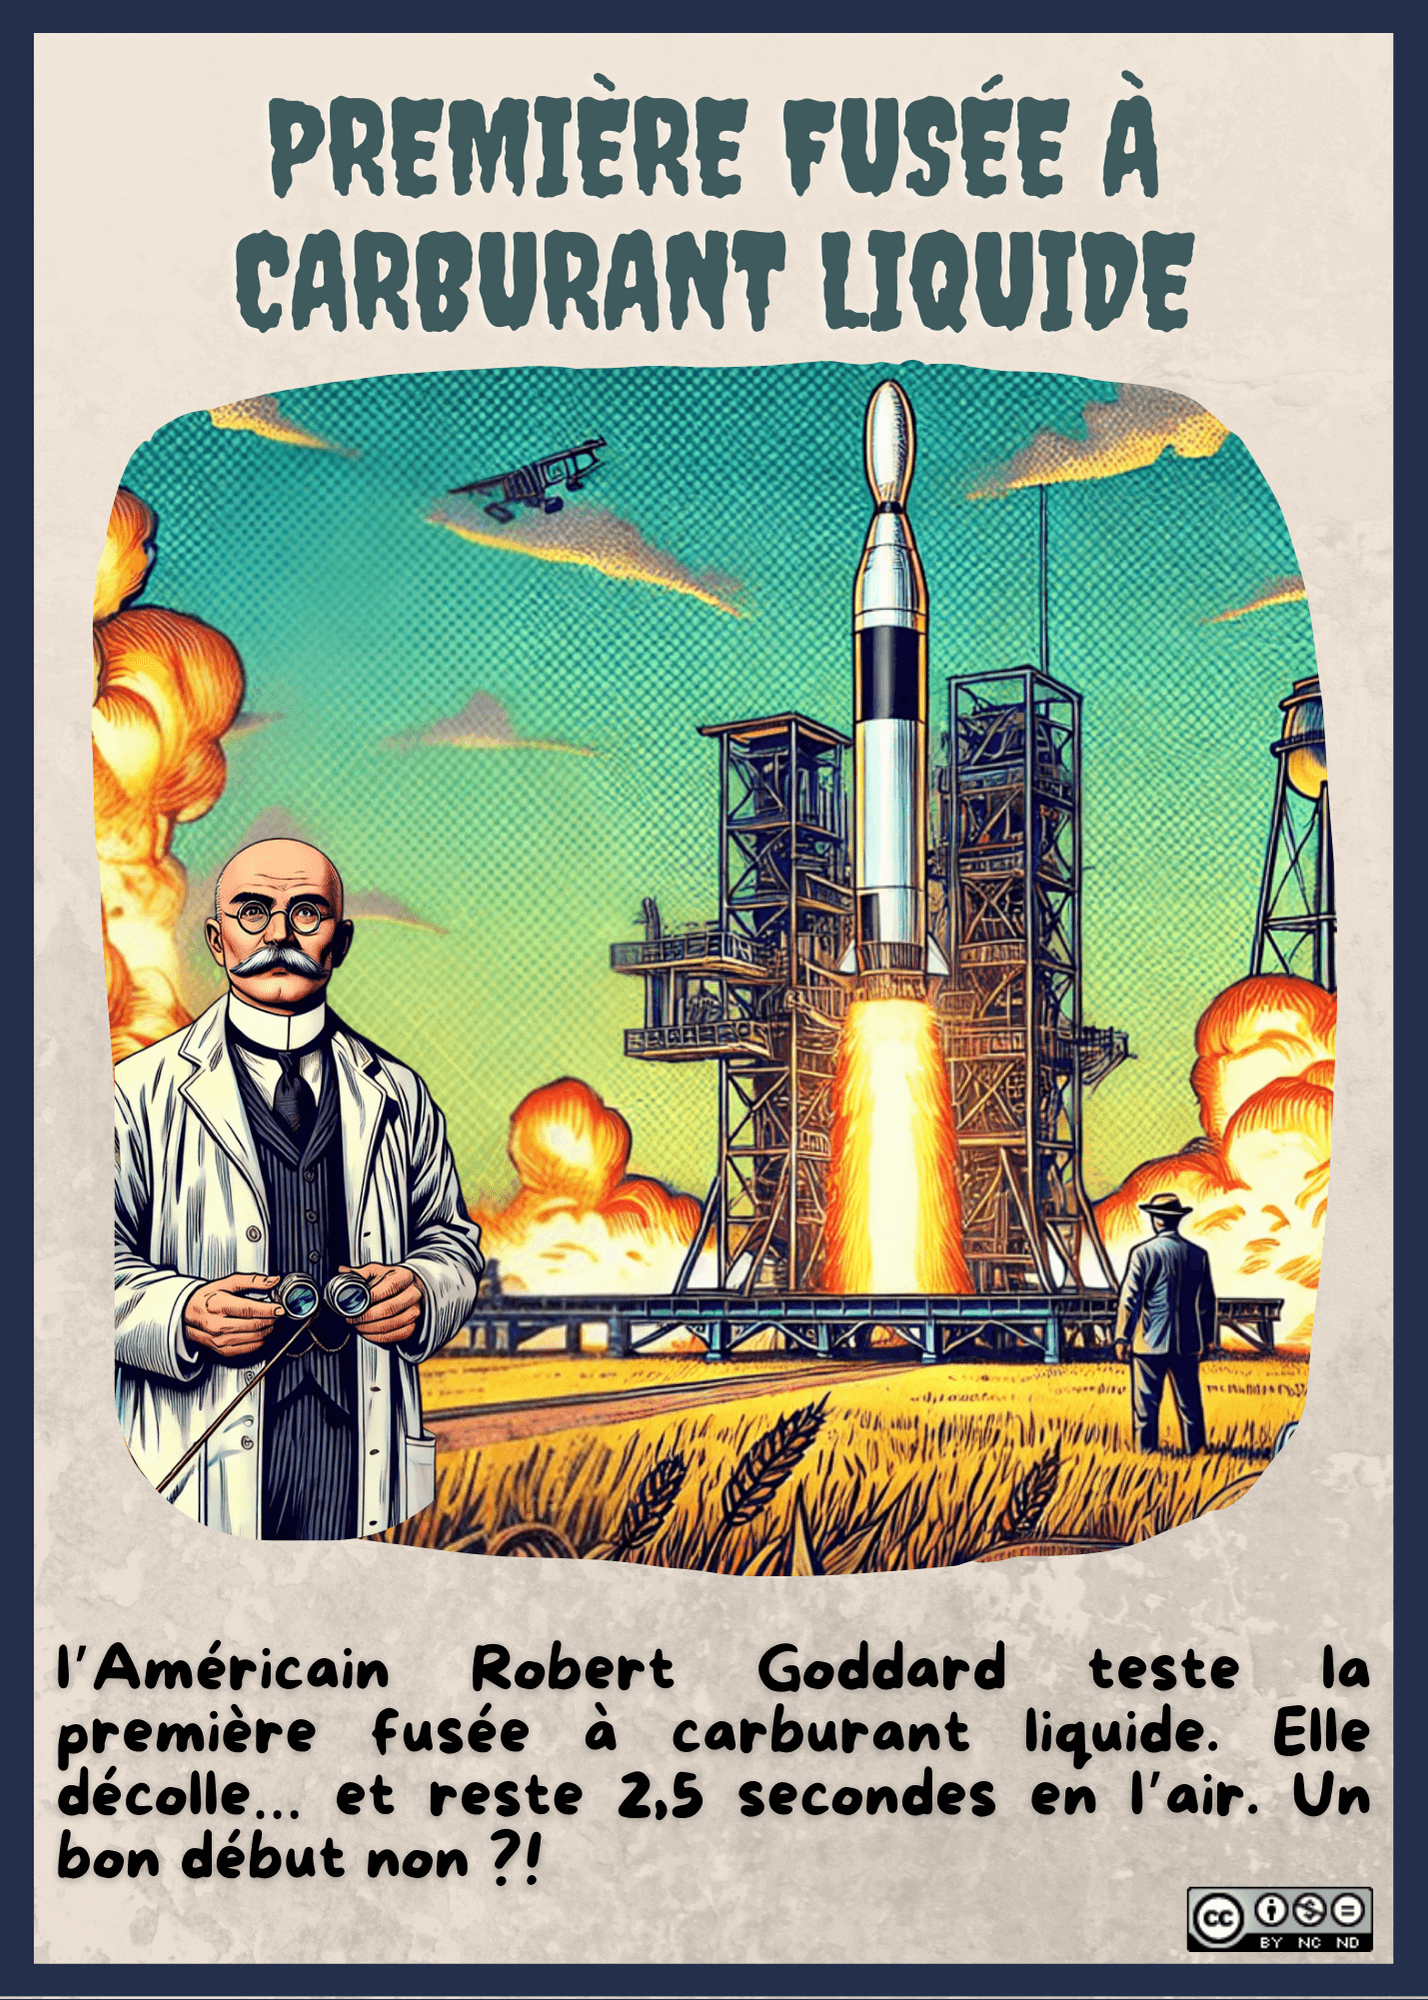 PREMIÈRE FUSÉE À
CARBURANT LIQUIDE
l'Américain Robert Goddard teste la
première fusée à carburant liquide. Elle
décolle... et reste 2,5 secondes en l'air. Un
bon début non ?!
cc
BY NC ND